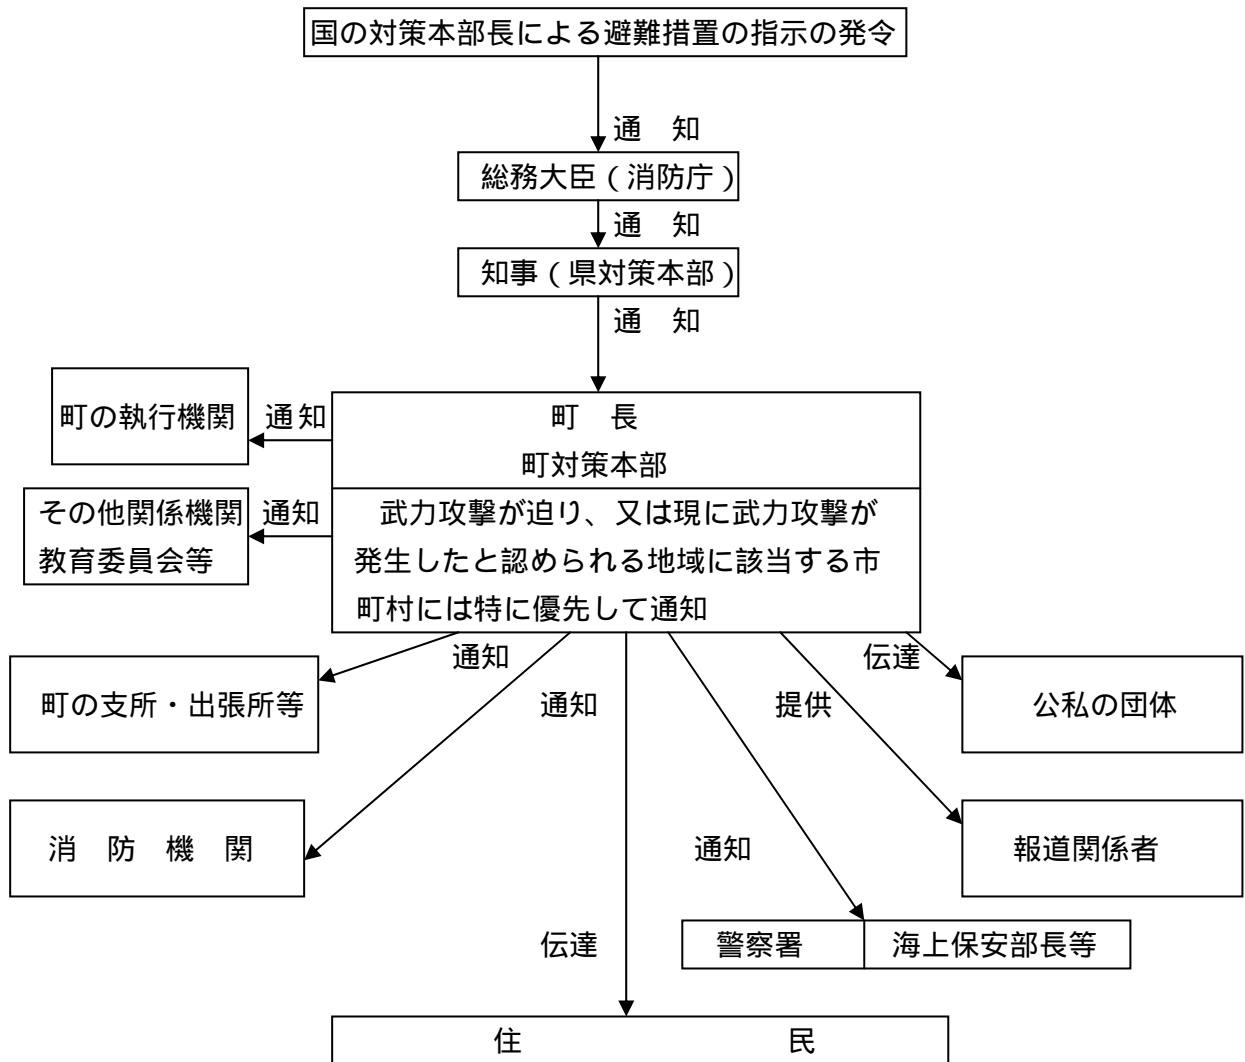 国の対策本部長による避難措置の指示の発令
通　知
総務大臣（消防庁）
通　知
知事（県対策本部）
通　知
町の執行機関
通知
町　長
町対策本部
その他関係機関
教育委員会等
通知
武力攻撃が迫り、又は現に武力攻撃が
発生したと認められる地域に該当する市
町村には特に優先して通知
通知
伝達
町の支所・出張所等
通知
提供
公私の団体
消　防　機　関
通知
報道関係者
伝達
警察署
海上保安部長等
住　　　　　　　　　民